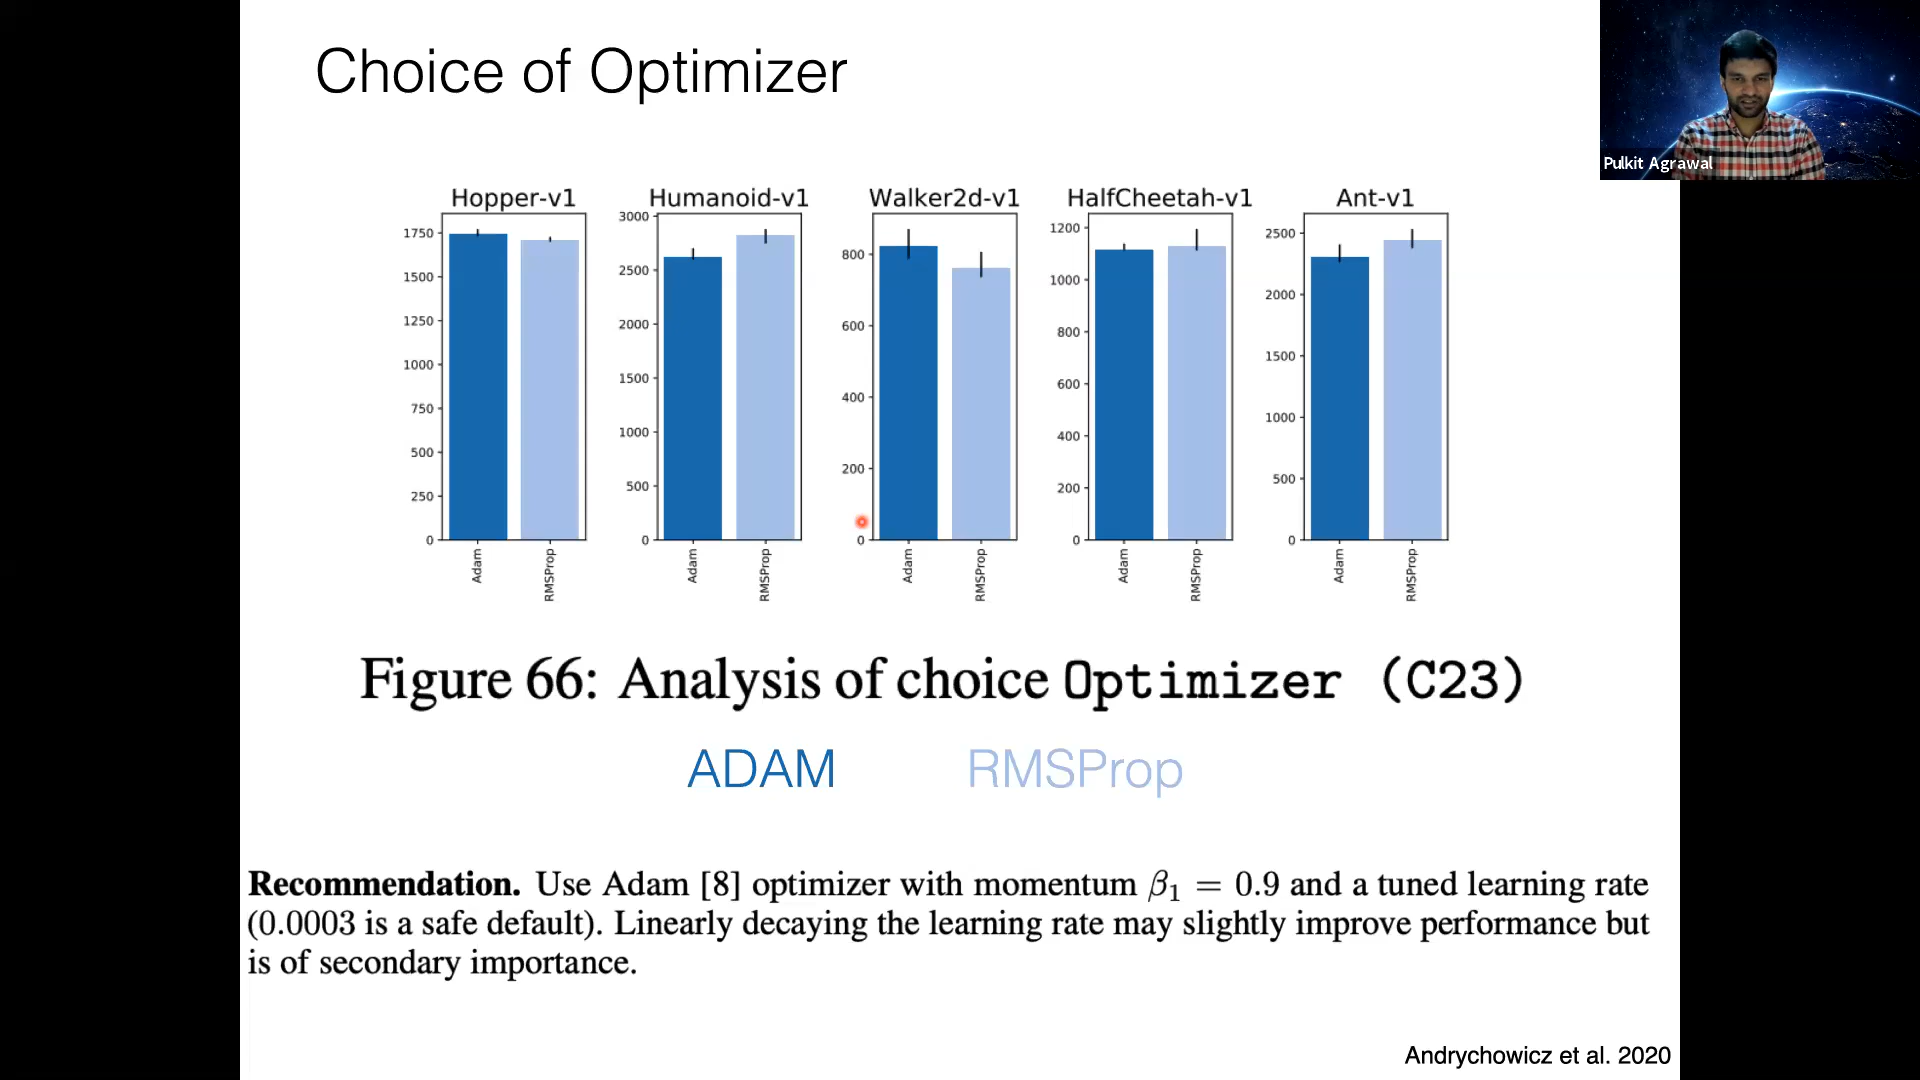 Choice of Optimizer
Pulkit Agrawal
Hopper-v1
1750
1500
1250
1000
750
500
250
0
Adam
RMSProp
Humanoid-v1
3000
2500
2000
1500
1000
500
0
Adam
RMSProp
Walker2d-v1
800
600
400
200
0
Adam
RMSProp
HalfCheetah-v1
1200
1000
800
600
400
200
0
Adam
RMSProp
Ant-v1
2500
2000
1500
1000
500
0
Adam
RMSProp
Figure 66: Analysis of choice Optimizer (C23)
ADAM RMSProp
Recommendation. Use Adam [8] optimizer with momentum β₁ = 0.9 and a tuned learning rate
(0.0003 is a safe default). Linearly decaying the learning rate may slightly improve performance but
is of secondary importance.
Andrychowicz et al. 2020